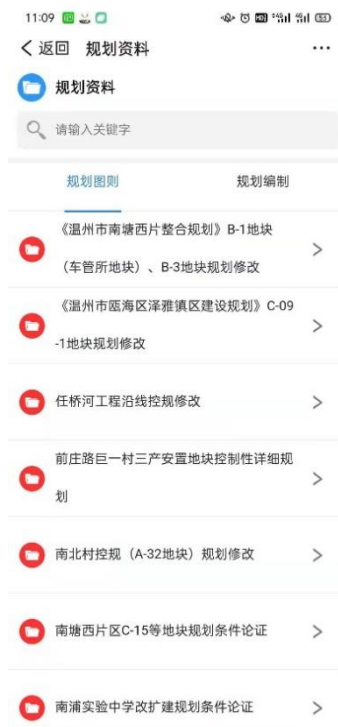 11:09
返回 规划资料
规划资料
请输入关键字
规划图则 规划编制
《温州市南塘西片整合规划》B-1地块
（车管所地块）、B-3地块规划修改
《温州市瓯海区泽雅镇区建设规划》C-09
-1地块规划修改
任桥河工程沿线控规修改
前庄路巨一村三产安置地块控制性详细规
划
南北村控规（A-32地块）规划修改
南塘西片区C-15等地块规划条件论证
南浦实验中学改扩建规划条件论证